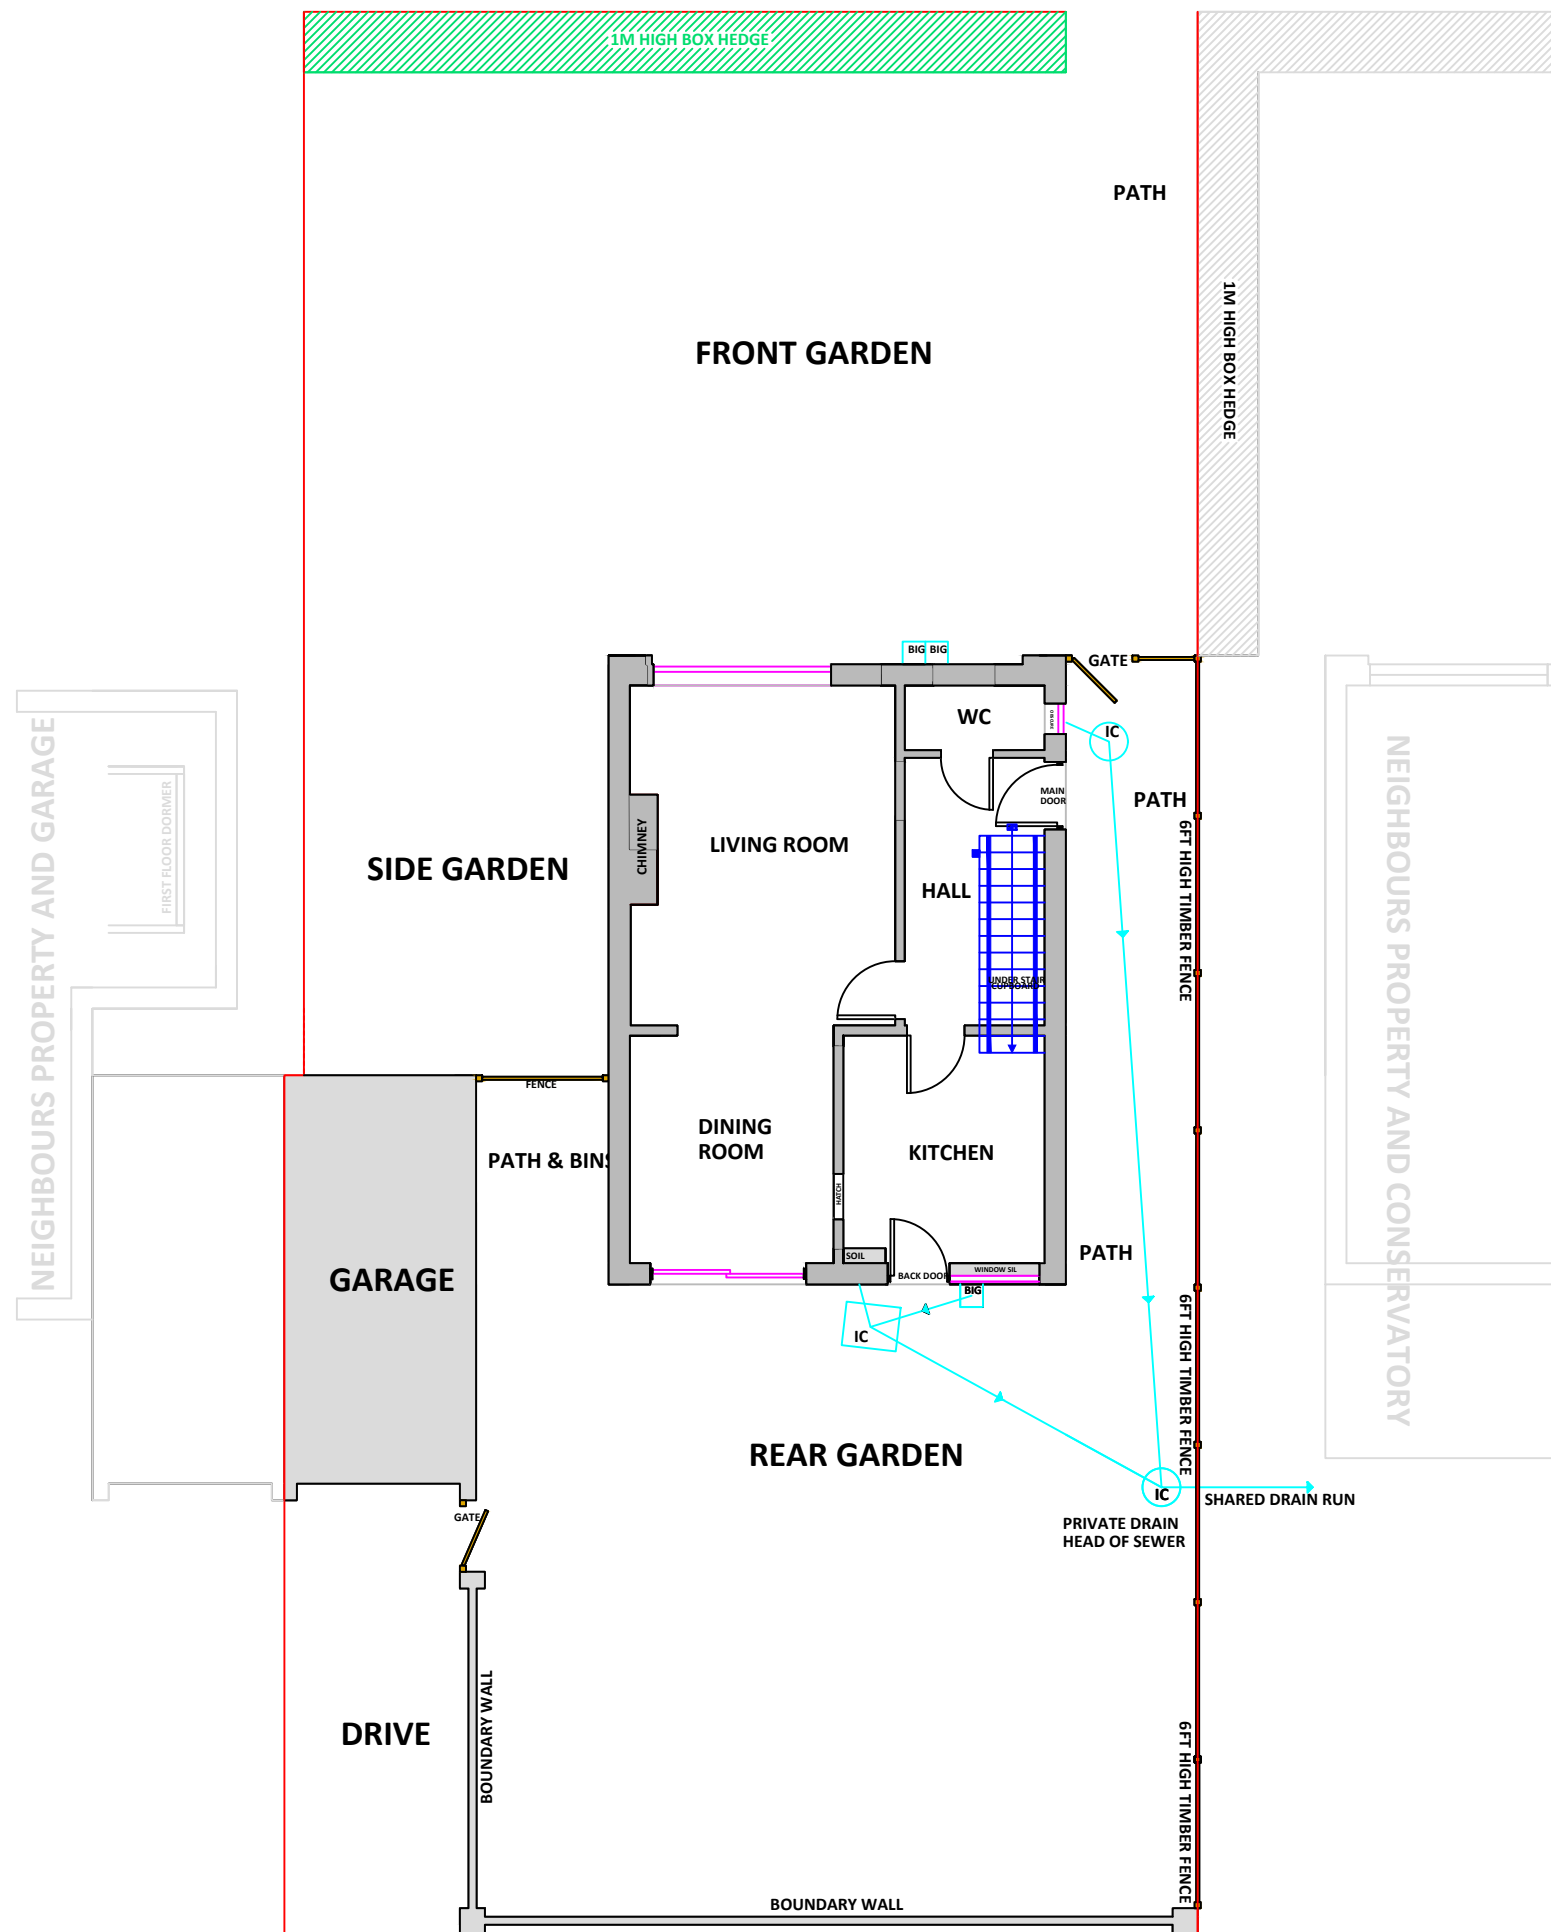 1M HIGH BOX HEDGE
PATH
1M HIGH BOX HEDGE
FRONT GARDEN
BIG BIG
GATE
WC
IC
OBSCURE
MAIN
DOOR
PATH
6FT HIGH TIMBER FENCE
NEIGHBOURS PROPERTY AND GARAGE
FIRST FLOOR DORMER
SIDE GARDEN
CHIMNEY
LIVING ROOM
HALL
UNDER STAIR
CUPBOARD
NEIGHBOURS PROPERTY AND CONSERVATORY
FENCE
PATH & BINS
DINING
ROOM
KITCHEN
HATCH
GARAGE
SOIL
BACK DOOR
WINDOW SIL
BIG
PATH
IC
6FT HIGH TIMBER FENCE
REAR GARDEN
IC
SHARED DRAIN RUN
PRIVATE DRAIN
HEAD OF SEWER
GATE
DRIVE
BOUNDARY WALL
6FT HIGH TIMBER FENCE
BOUNDARY WALL